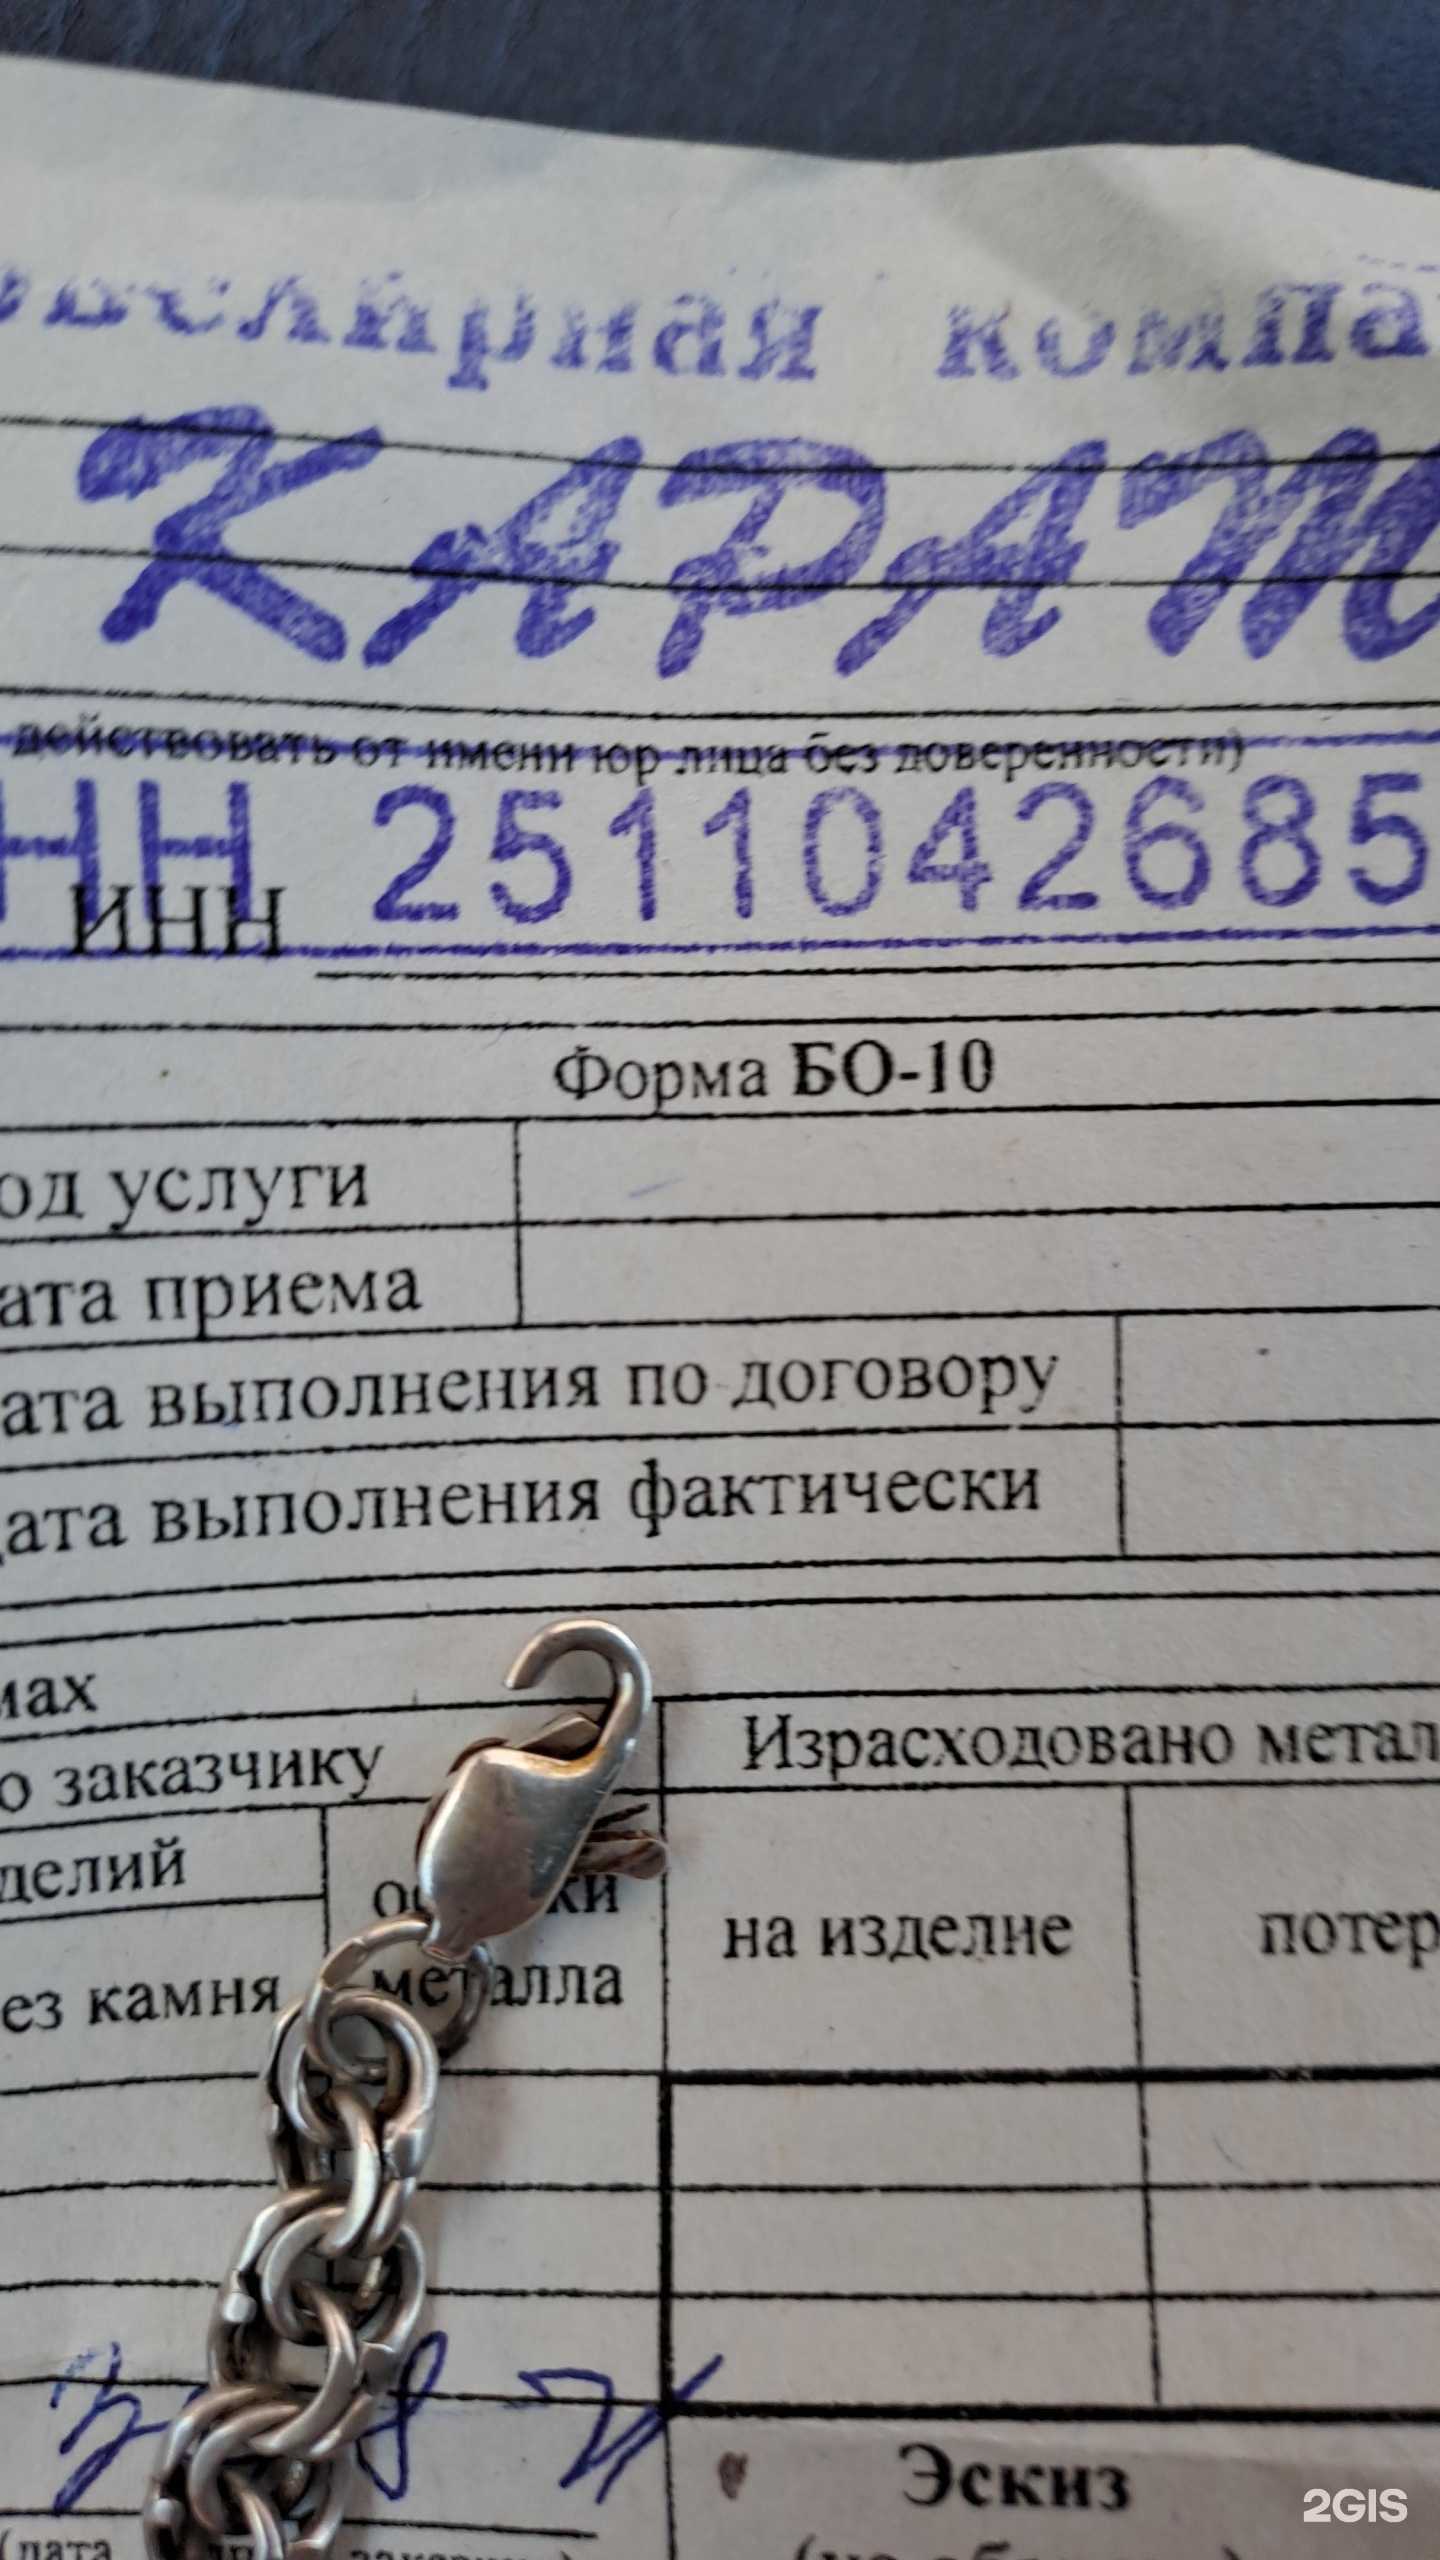 ювелирная компа
КАРАТ
действовать от имени юр лица без доверенности)
ИНН 2511042685
ИНН
Форма БО-10
од услуги
ата приема
ата выполнения по договору
дата выполнения фактически
мах
о заказчику
Израсходовано метал
делий
ез камня
металла
на изделие
потер
Эскиз
(дата
2GIS